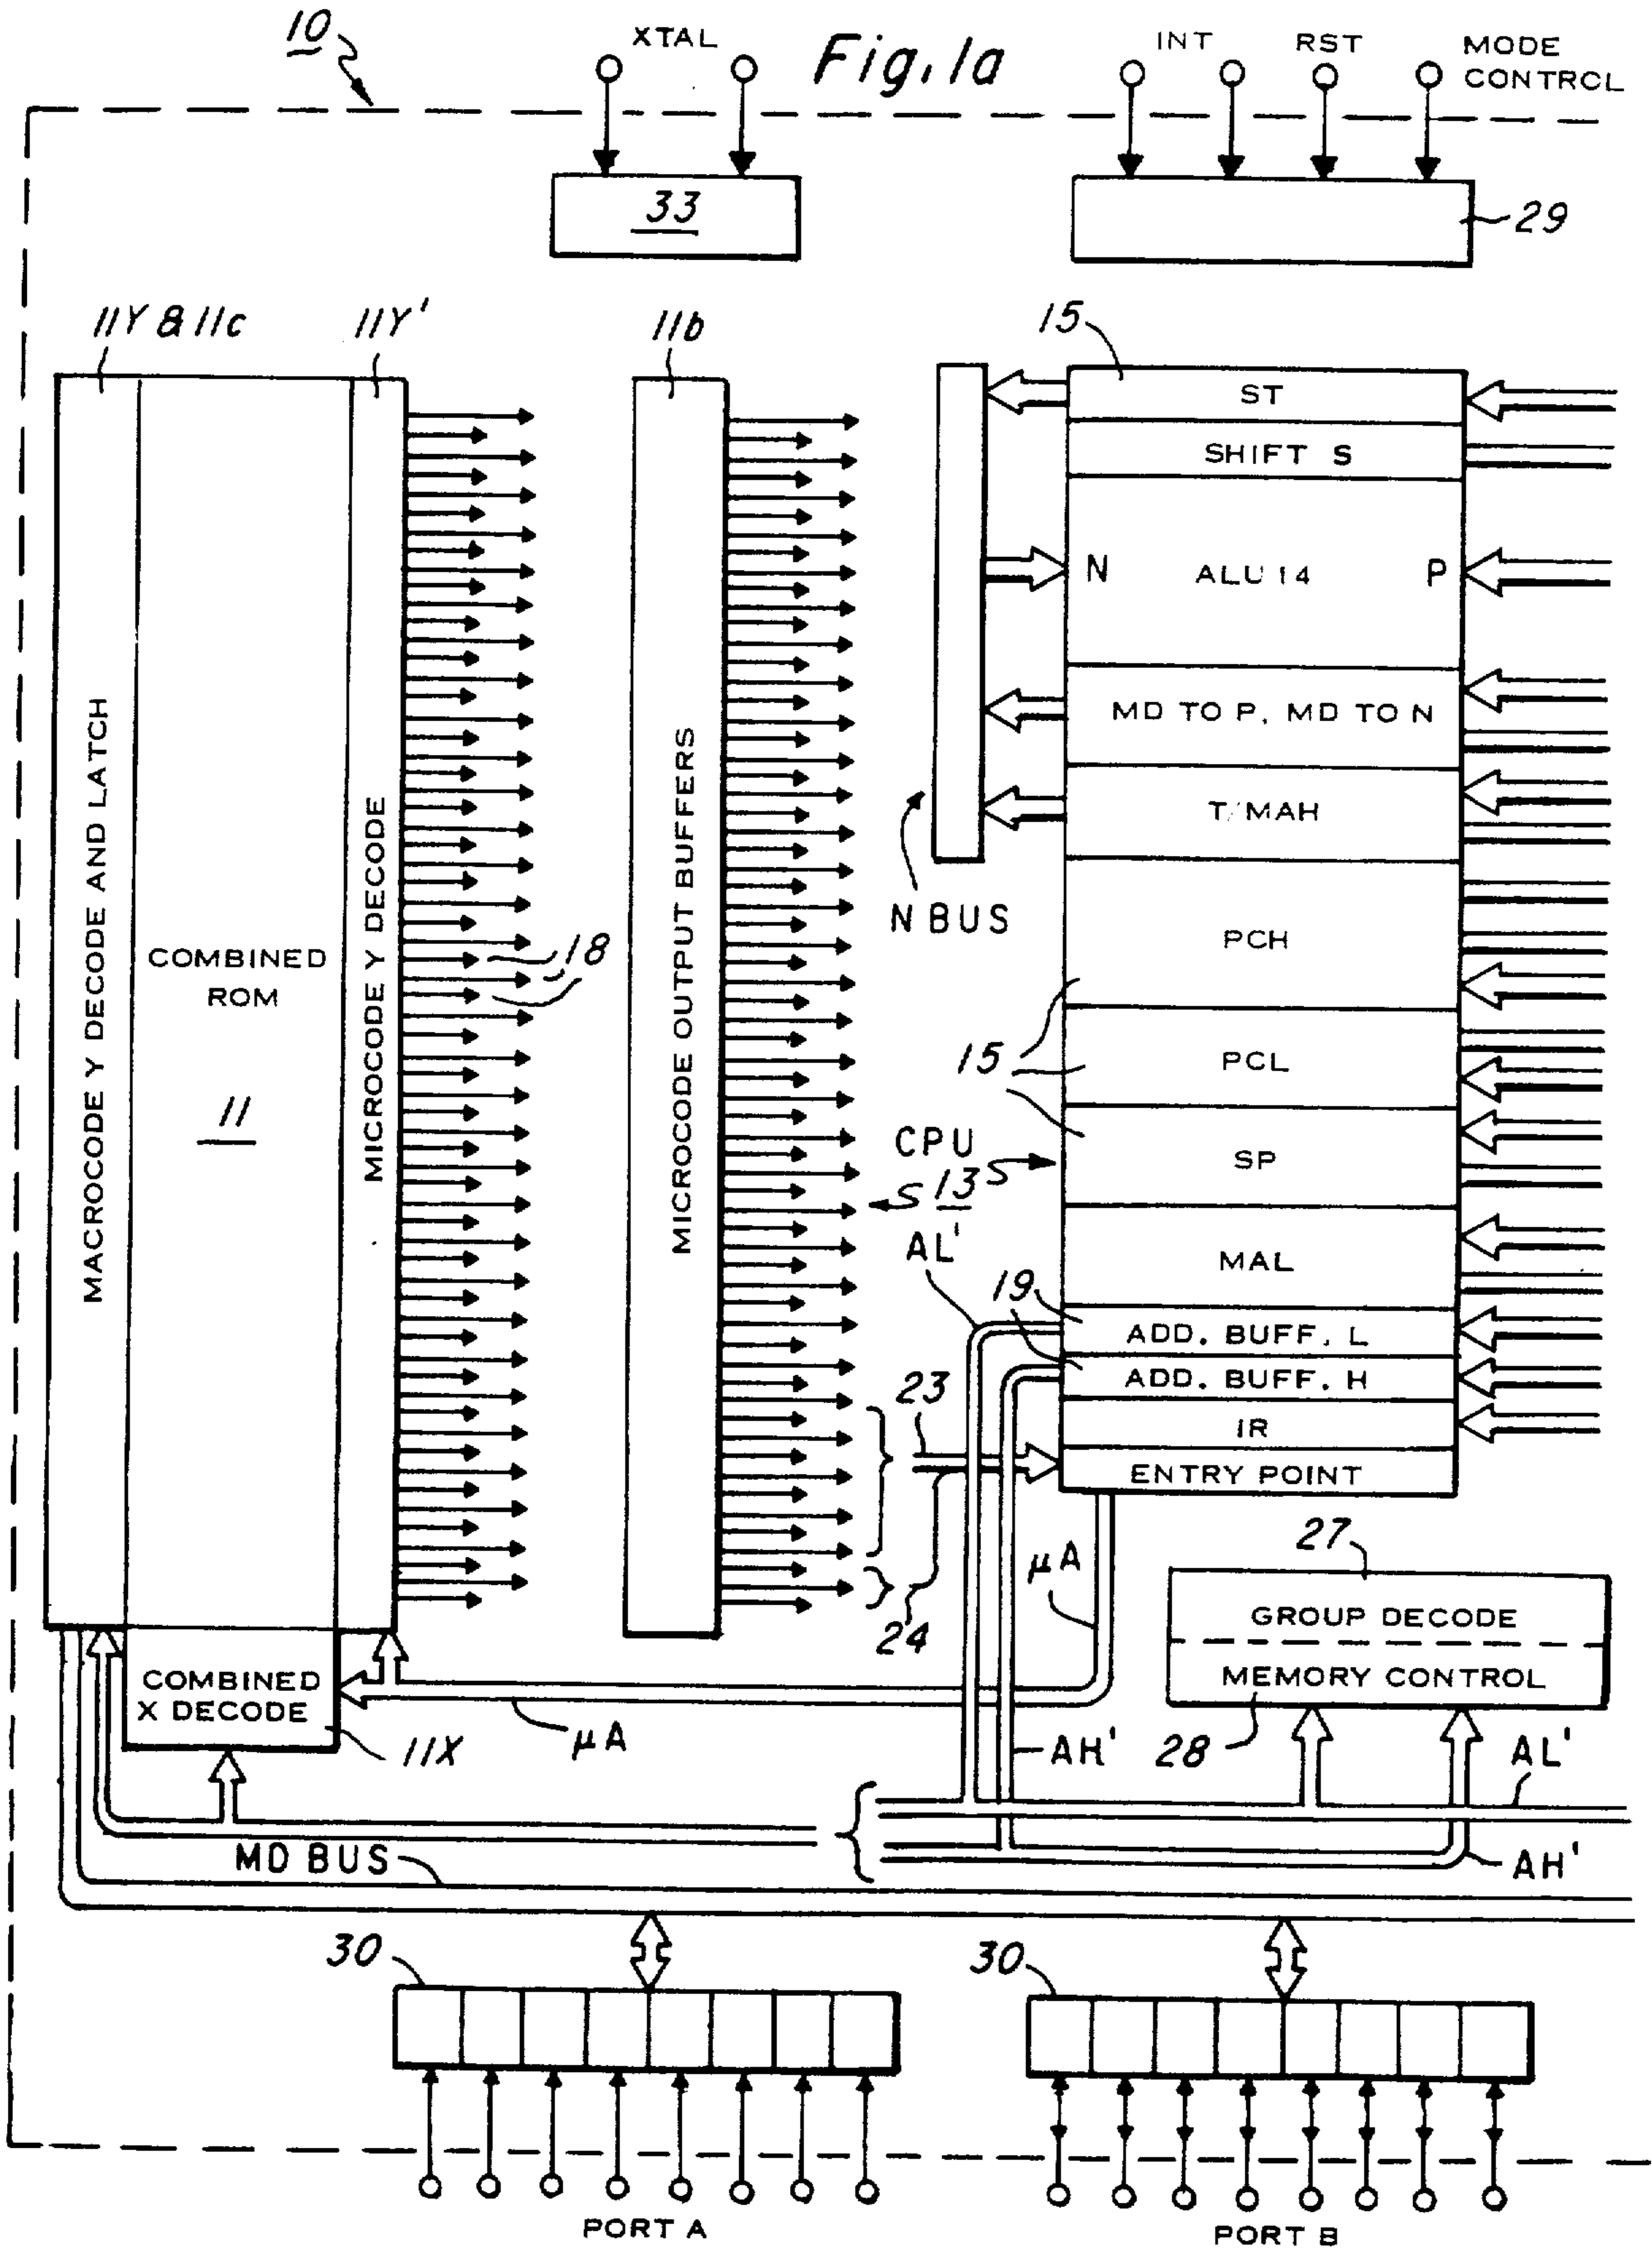 10
XTAL
Fig. 1a
INT
RST
MODE
CONTRCL
33
29
11Y & 11c
11Y'
11b
15
ST
SHIFT S
N
ALU 14
P
MD TO P, MD TO N
T/MAH
N BUS
PCH
MACROCODE Y DECODE AND LATCH
COMBINED
ROM
11
MICROCODE Y DECODE
18
MICROCODE OUTPUT BUFFERS
15
PCL
CPU
13
SP
AL'
MAL
19
ADD. BUFF. L
ADD. BUFF. H
23
IR
ENTRY POINT
24
μA
27
GROUP DECODE
MEMORY CONTROL
28
COMBINED
X DECODE
11X
μA
AH'
AL'
AH'
MD BUS
30
30
PORT A
PORT B